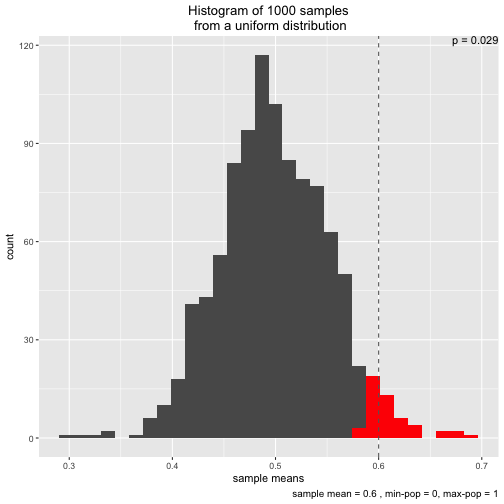 Histogram of 1000 samples
from a uniform distribution
p = 0.029
120
90
60
30
0
count
0.3 0.4 0.5 0.6 0.7
sample means
sample mean = 0.6 , min-pop = 0, max-pop = 1